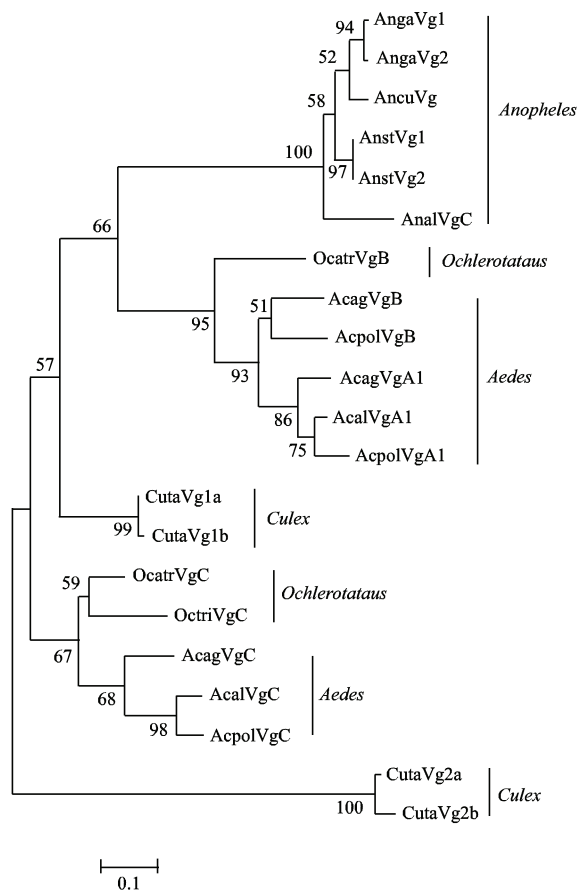 94
AngaVg1
52
AngaVg2
58
AncuVg
Anopheles
AnstVg1
100
97
AnstVg2
AnalVgC
66
OcatrVgB
Ochlerotataus
95
51
AcagVgB
AcpolVgB
57
93
AcagVgA1
Aedes
86
AcalVgA1
75
AcpolVgA1
CutaVg1a
99
CutaVg1b
Culex
59
OcatrVgC
Ochlerotataus
OctriVgC
67
AcagVgC
68
AcalVgC
Aedes
98
AcpolVgC
CutaVg2a
100
CutaVg2b
Culex
0.1